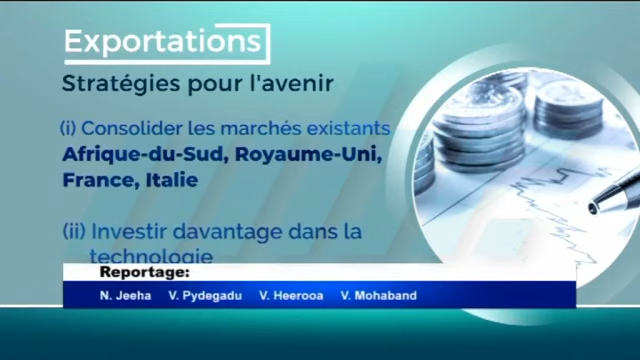 Exportations
Stratégies pour l'avenir
(i) Consolider les marchés existants
Afrique-du-Sud, Royaume-Uni,
France, Italie
(ii) Investir davantage dans la
technologie
Reportage:
N. Jeeha V. Pydegadu V. Heerooa V. Mohaband